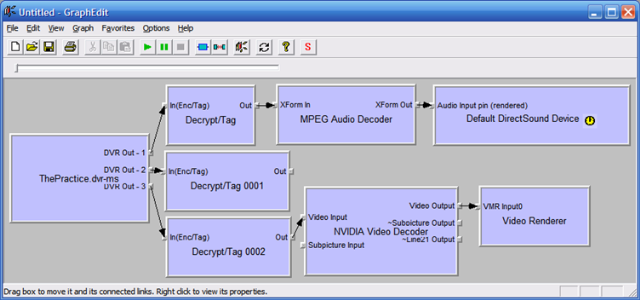 Untitled - GraphEdit
File Edit View Graph Favorites Options Help
S
In(Enc/Tag) Out
Decrypt/Tag
XForm In XForm Out
MPEG Audio Decoder
Audio Input pin (rendered)
Default DirectSound Device
DVR Out - 1
DVR Out - 2
DVR Out - 3
ThePractice.dvr-ms
In(Enc/Tag) Out
Decrypt/Tag 0001
In(Enc/Tag) Out
Decrypt/Tag 0002
Video Input
Subpicture Input
NVIDIA Video Decoder
Video Output
~Subpicture Output
~Line21 Output
VMR Input0
Video Renderer
Drag box to move it and its connected links. Right click to view its properties.